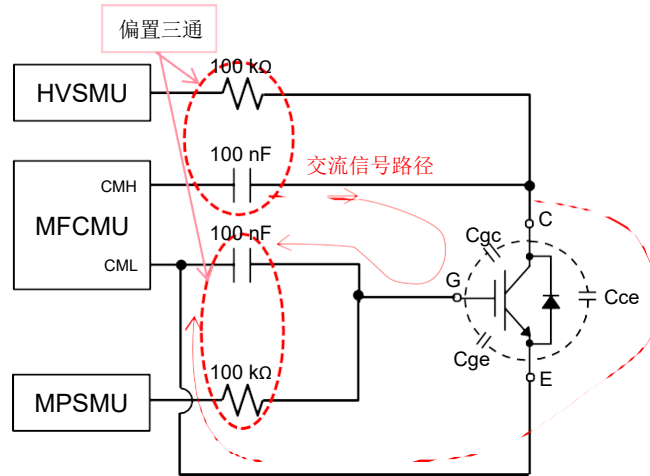 偏置三通
100 kΩ
HVSMU
100 nF
交流信号路径
CMH
MFCMU
100 nF
CML
C
Cgc
G
Cce
Cge
100 kΩ
E
MPSMU